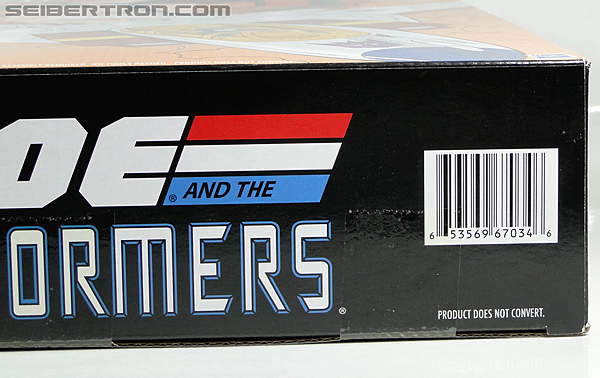 SEIBERTRON.COM
OE
® AND THE
ORMERS®
6 53569 67034 6
PRODUCT DOES NOT CONVERT.